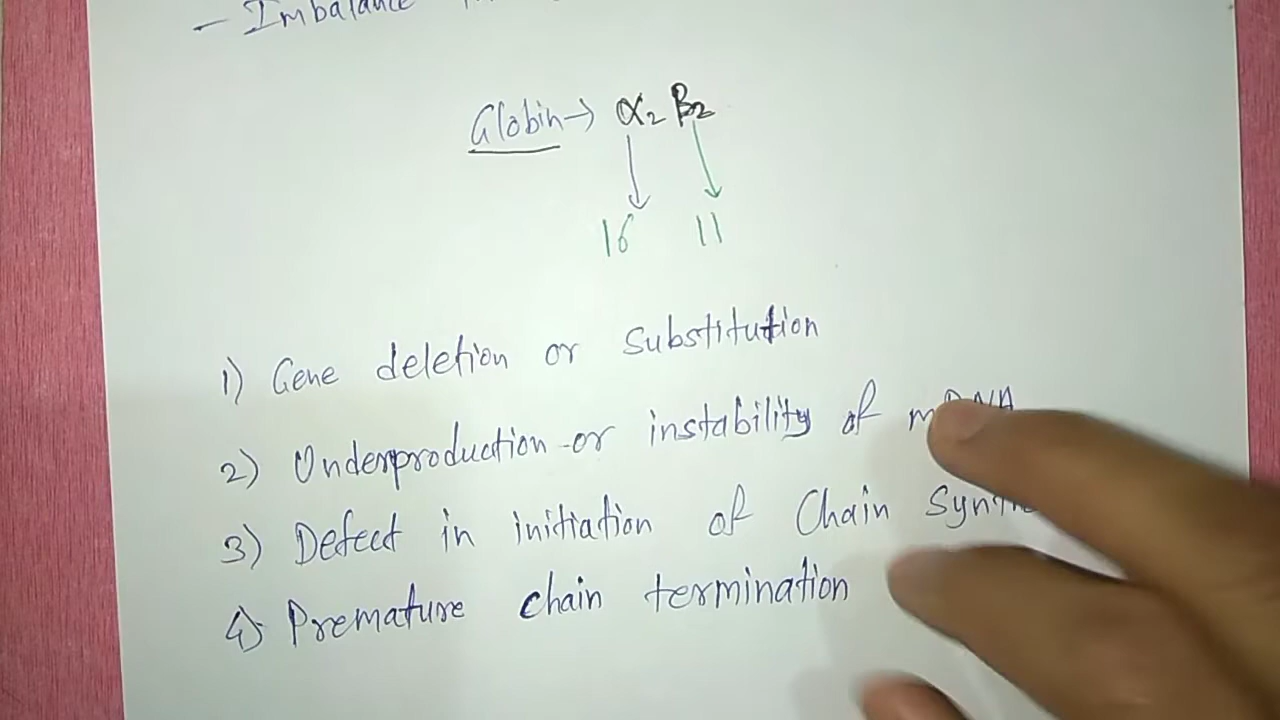 - Imbalance
Globin → α₂ β₂
16 11
1) Gene deletion or substitution
2) Underproduction or instability of mRNA
3) Defect in initiation of Chain
4) Premature chain termination